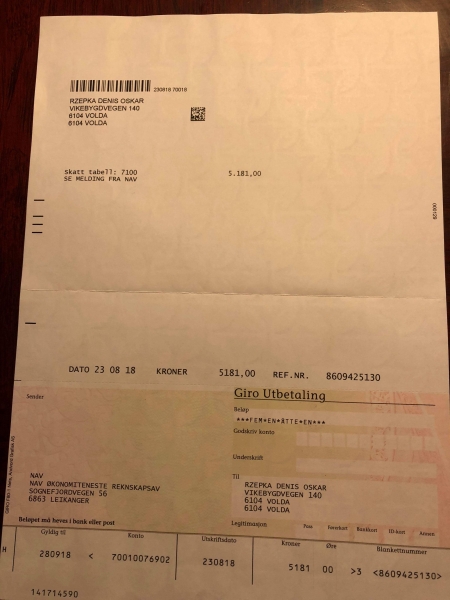 230818 70018
RZEPKA DENIS OSKAR
VIKEBYGDVEGEN 140
6104 VOLDA
6104 VOLDA
Skatt tabell: 7100 5.181,00
SE MELDING FRA NAV
DATO 23 08 18 KRONER 5181,00 REF.NR. 8609425130
Sender
Giro Utbetaling
Beløp
***FEM*EN*ÅTTE*EN***
Godskriv konto
Underskrift
NAV
NAV ØKONOMITENESTE REKNSKAPSAV
SOGNEFJORDVEGEN 56
6863 LEIKANGER
Til
RZEPKA DENIS OSKAR
VIKEBYGDVEGEN 140
6104 VOLDA
6104 VOLDA
Beløpet må heves i bank eller post
Legitimasjon Pass Førerkort Bankkort ID-kort Annen
Gyldig til Konto Utskriftsdato Kroner Øre Blankettnummer
H 280918 < 70010076902 230818 5181 00 >3 <8609425130>
141714590